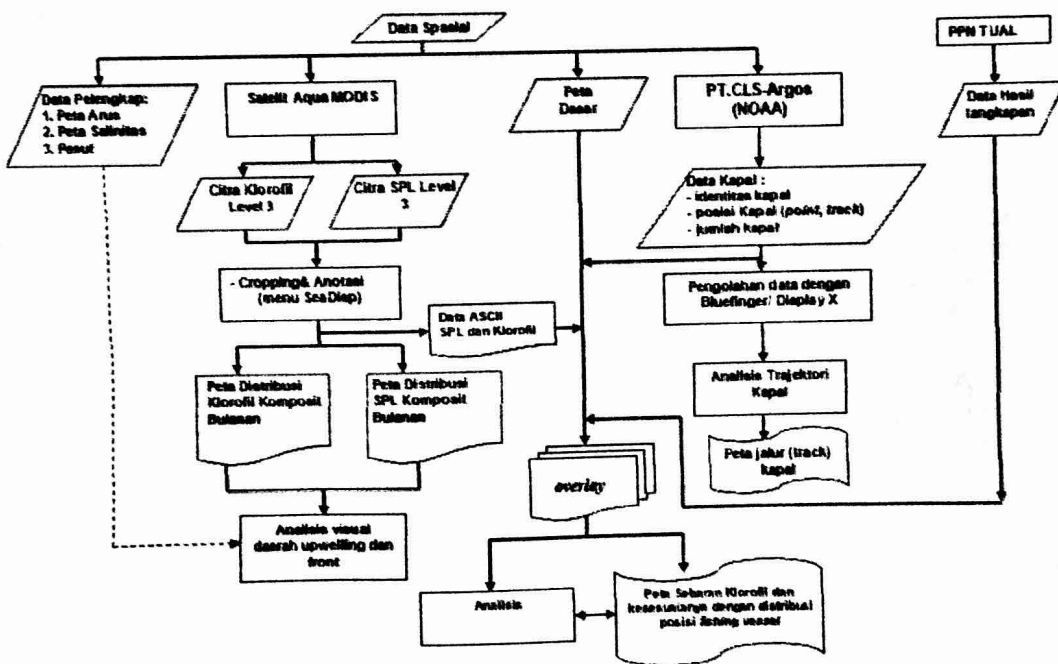 Data Spasial
PPN TUAL
Data Pelengkap:
1. Peta Arus
2. Peta Salinitas
3. Pasut
Satelit Aqua MODIS
Peta
Dasar
PT.CLS-Argos
(NOAA)
Data Hasil
tangkapan
Citra Klorofil
Level 3
Citra SPL Level
3
Data Kapal :
- identitas kapal
- posisi Kapal (point, track)
- jumlah kapal
- Cropping& Anotasi
(menu SeaDisp)
Pengolahan data dengan
Bluefinger/ Display X
Data ASCII
SPL dan Klorofil
Peta Distribusi
Klorofil Komposit
Bulanan
Peta Distribusi
SPL Komposit
Bulanan
Analisis Trajektori
Kapal
Peta jalur (track)
kapal
overlay
Analisis visual
daerah upwelling dan
front
Analisis
Peta Sebaran Klorofil dan
kesesuaianya dengan distribusi
posisi fishing vessel